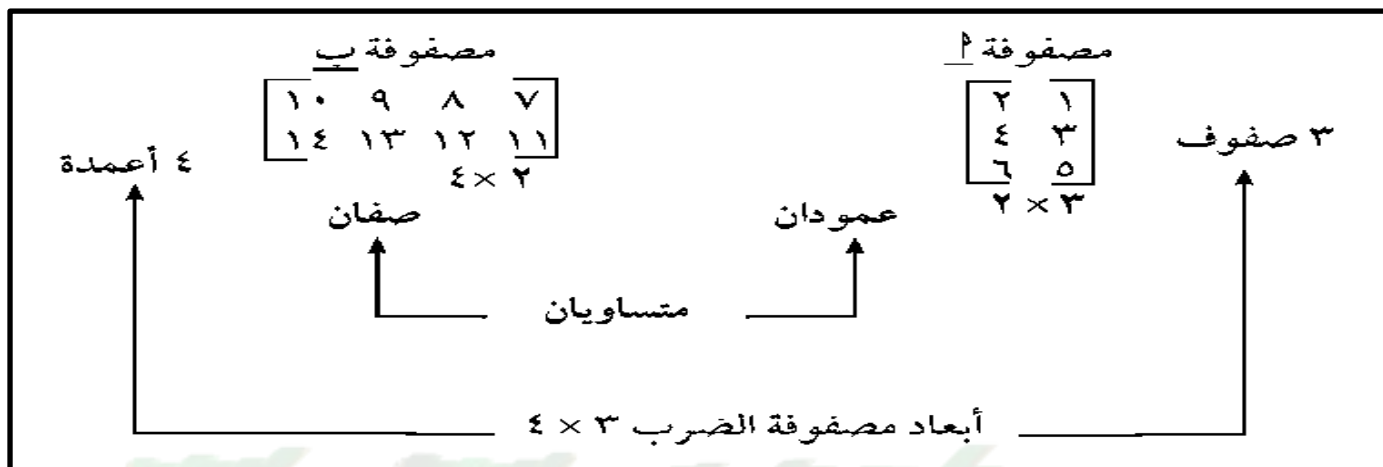 مصفوفة أ
مصفوفة ب
١ ٢
٣ ٤
٥ ٦
٣ × ٢
٧ ٨ ٩ ١٠
١١ ١٢ ١٣ ١٤
٢ × ٤
٣ صفوف
عمودان
صفان
٤ أعمدة
متساويان
أبعاد مصفوفة الضرب ٣ × ٤